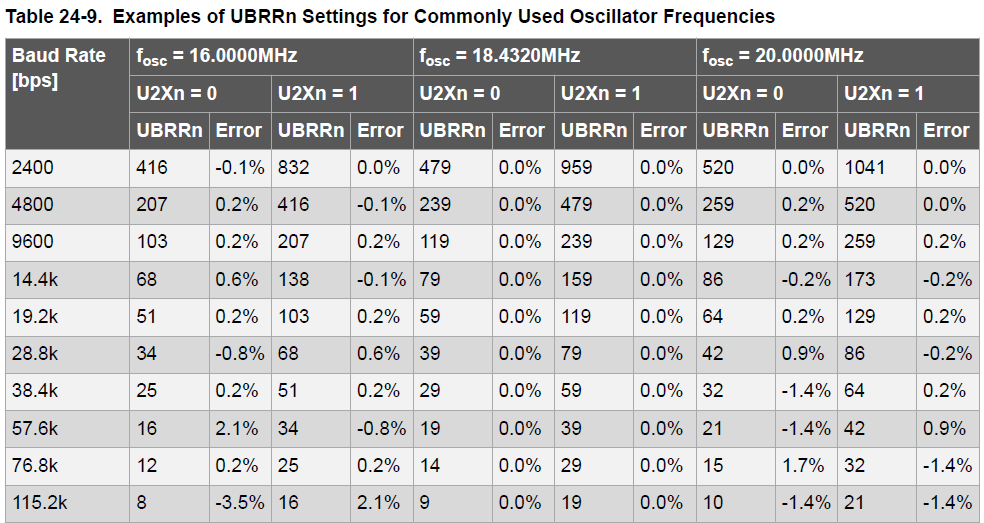 Table 24-9. Examples of UBRRn Settings for Commonly Used Oscillator Frequencies
Baud Rate [bps] fosc = 16.0000MHz fosc = 18.4320MHz fosc = 20.0000MHz
U2Xn = 0 U2Xn = 1 U2Xn = 0 U2Xn = 1 U2Xn = 0 U2Xn = 1
UBRRn Error UBRRn Error UBRRn Error UBRRn Error UBRRn Error UBRRn Error
2400 416 -0.1% 832 0.0% 479 0.0% 959 0.0% 520 0.0% 1041 0.0%
4800 207 0.2% 416 -0.1% 239 0.0% 479 0.0% 259 0.2% 520 0.0%
9600 103 0.2% 207 0.2% 119 0.0% 239 0.0% 129 0.2% 259 0.2%
14.4k 68 0.6% 138 -0.1% 79 0.0% 159 0.0% 86 -0.2% 173 -0.2%
19.2k 51 0.2% 103 0.2% 59 0.0% 119 0.0% 64 0.2% 129 0.2%
28.8k 34 -0.8% 68 0.6% 39 0.0% 79 0.0% 42 0.9% 86 -0.2%
38.4k 25 0.2% 51 0.2% 29 0.0% 59 0.0% 32 -1.4% 64 0.2%
57.6k 16 2.1% 34 -0.8% 19 0.0% 39 0.0% 21 -1.4% 42 0.9%
76.8k 12 0.2% 25 0.2% 14 0.0% 29 0.0% 15 1.7% 32 -1.4%
115.2k 8 -3.5% 16 2.1% 9 0.0% 19 0.0% 10 -1.4% 21 -1.4%